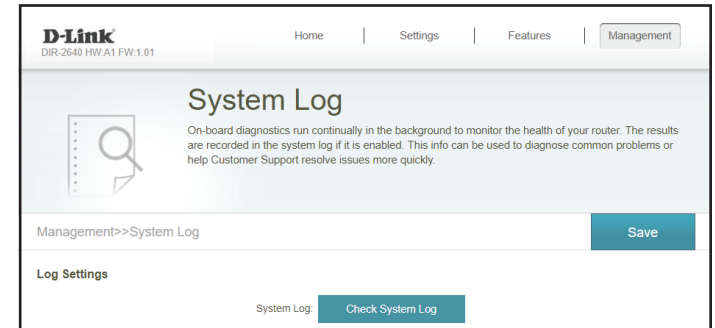 D-Link
DIR-2640 HW:A1 FW:1.01
Home | Settings | Features | Management
System Log
On-board diagnostics run continually in the background to monitor the health of your router. The results
are recorded in the system log if it is enabled. This info can be used to diagnose common problems or
help Customer Support resolve issues more quickly.
Management>>System Log
Save
Log Settings
System Log: Check System Log